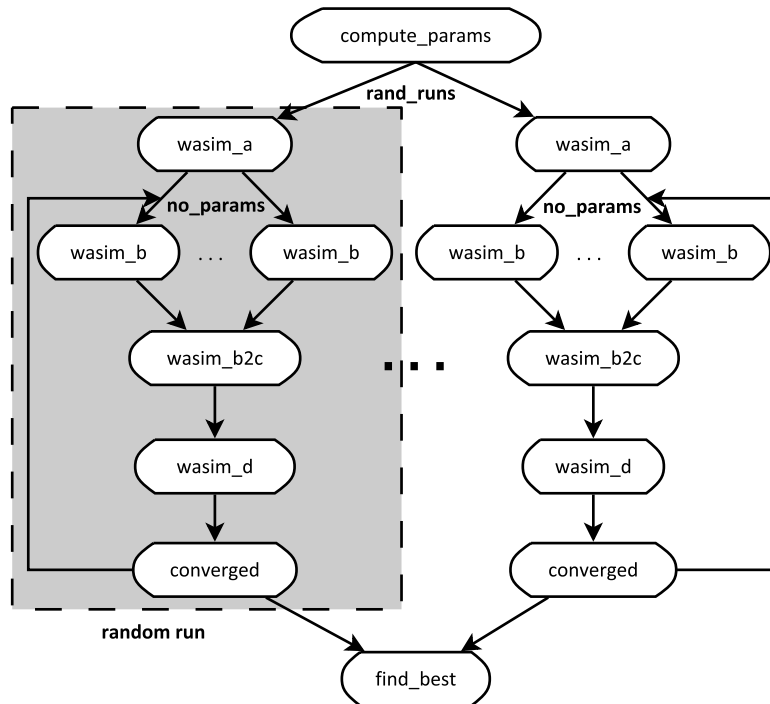 compute_params
rand_runs
wasim_a
wasim_a
no_params
no_params
wasim_b
...
wasim_b
wasim_b
...
wasim_b
wasim_b2c
...
wasim_b2c
wasim_d
wasim_d
converged
converged
random run
find_best